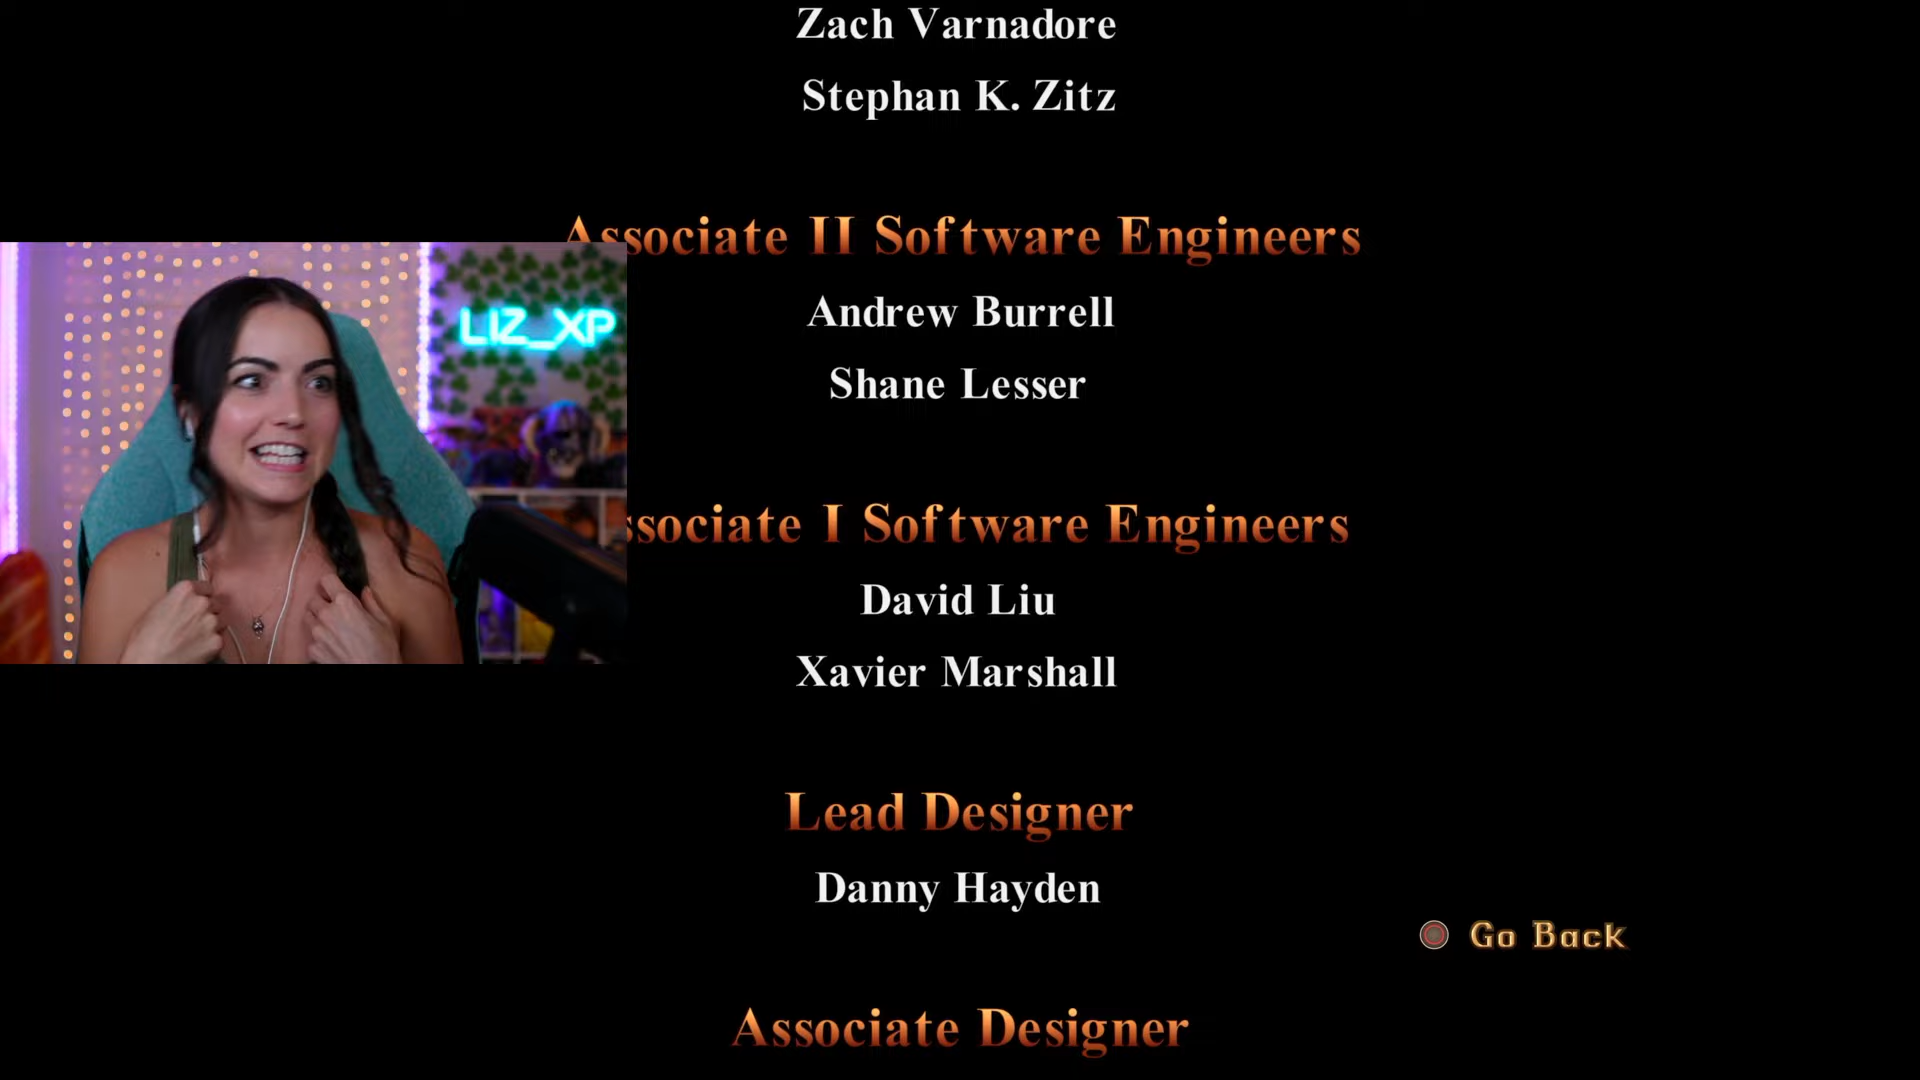 Zach Varnadore
Stephan K. Zitz
Associate II Software Engineers
LIZ_XP
Andrew Burrell
Shane Lesser
ssociate I Software Engineers
David Liu
Xavier Marshall
Lead Designer
Danny Hayden
Go Back
Associate Designer